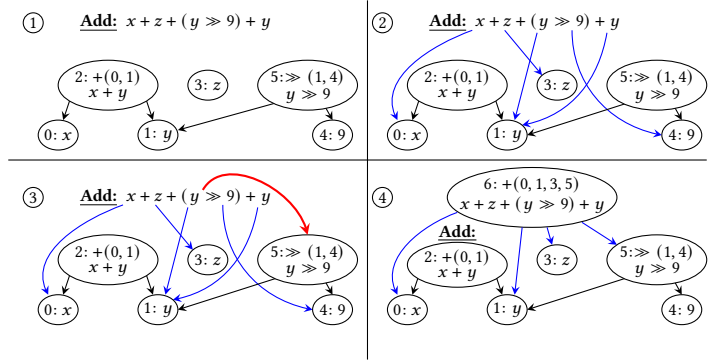 ① Add: x + z + (y ≫ 9) + y
2: +(0, 1)
x + y
3: z
5:≫ (1, 4)
y ≫ 9
0: x
1: y
4: 9
② Add: x + z + (y ≫ 9) + y
2: +(0, 1)
x + y
3: z
5:≫ (1, 4)
y ≫ 9
0: x
1: y
4: 9
③ Add: x + z + (y ≫ 9) + y
2: +(0, 1)
x + y
3: z
5:≫ (1, 4)
y ≫ 9
0: x
1: y
4: 9
④
6: +(0, 1, 3, 5)
x + z + (y ≫ 9) + y
Add:
2: +(0, 1)
x + y
3: z
5:≫ (1, 4)
y ≫ 9
0: x
1: y
4: 9